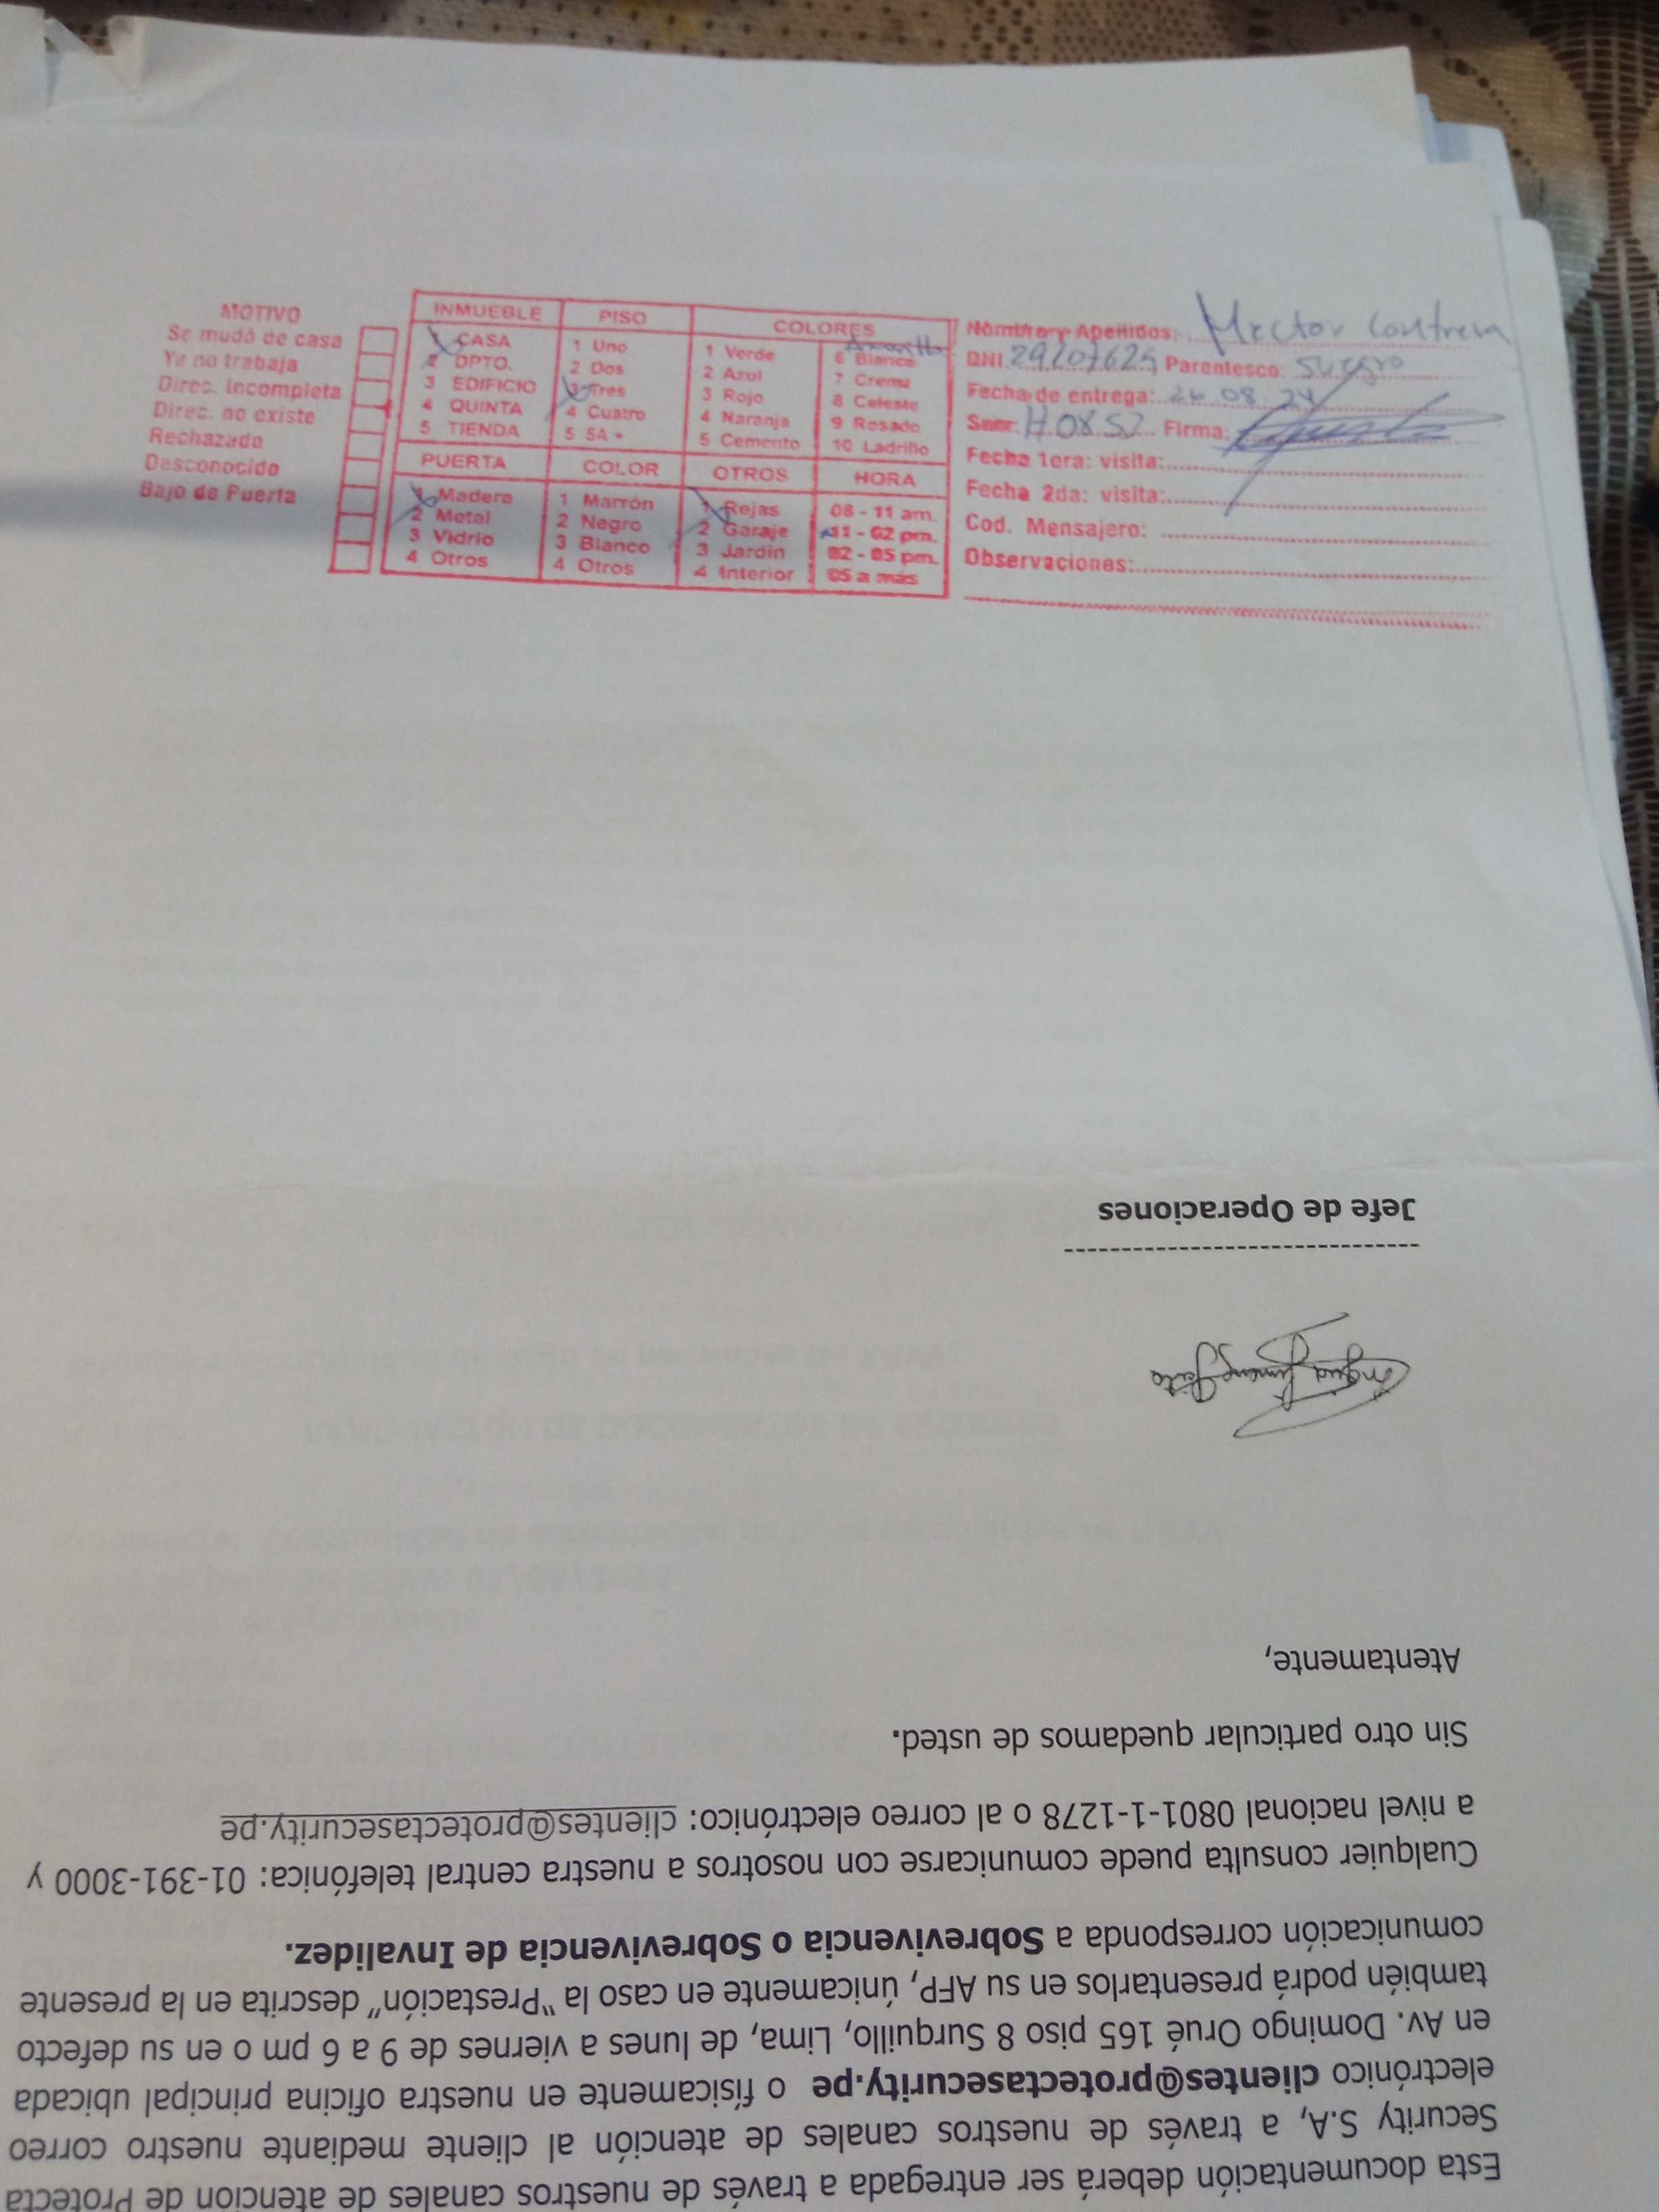 Esta documentación deberá ser entregada a través de nuestros canales de atención de Protecta
Security S.A, a través de nuestros canales de atención al cliente mediante nuestro correo
electrónico clientes@protectasecurity.pe o físicamente en nuestra oficina principal ubicada
en Av. Domingo Orué 165 piso 8 Surquillo, Lima, de lunes a viernes de 9 a 6 pm o en su defecto
también podrá presentarlos en su AFP, únicamente en caso la "Prestación" descrita en la presente
comunicación corresponda a Sobrevivencia o Sobrevivencia de Invalidez.
Cualquier consulta puede comunicarse con nosotros a nuestra central telefónica: 01-391-3000 y
a nivel nacional 0801-1-1278 o al correo electrónico: clientes@protectasecurity.pe
Sin otro particular quedamos de usted.
Atentamente,
Jefe de Operaciones
MOTIVO
Se mudó de casa
Ya no trabaja
Direc. Incompleta
Direc. no existe
Rechazado
Desconocido
Bajo de Puerta
INMUEBLE
1 CASA
2 DPTO.
3 EDIFICIO
4 QUINTA
5 TIENDA
PISO
1 Uno
2 Dos
3 Tres
4 Cuatro
5 5A +
COLORES
1 Verde
2 Azul
3 Rojo
4 Naranja
5 Cemento
6 Blanco
7 Crema
8 Celeste
9 Rosado
10 Ladrillo
PUERTA
1 Madera
2 Metal
3 Vidrio
4 Otros
COLOR
1 Marrón
2 Negro
3 Blanco
4 Otros
OTROS
1 Rejas
2 Garaje
3 Jardín
4 Interior
HORA
08 - 11 am.
11 - 02 pm.
02 - 05 pm.
05 a más
Nombre y Apellidos: Hector Contrera
DNI. 29207625 Parentesco: Suegro
Fecha de entrega: 26.08.24
Firma:
Fecha 1era: visita:
Fecha 2da: visita:
Cod. Mensajero:
Observaciones: